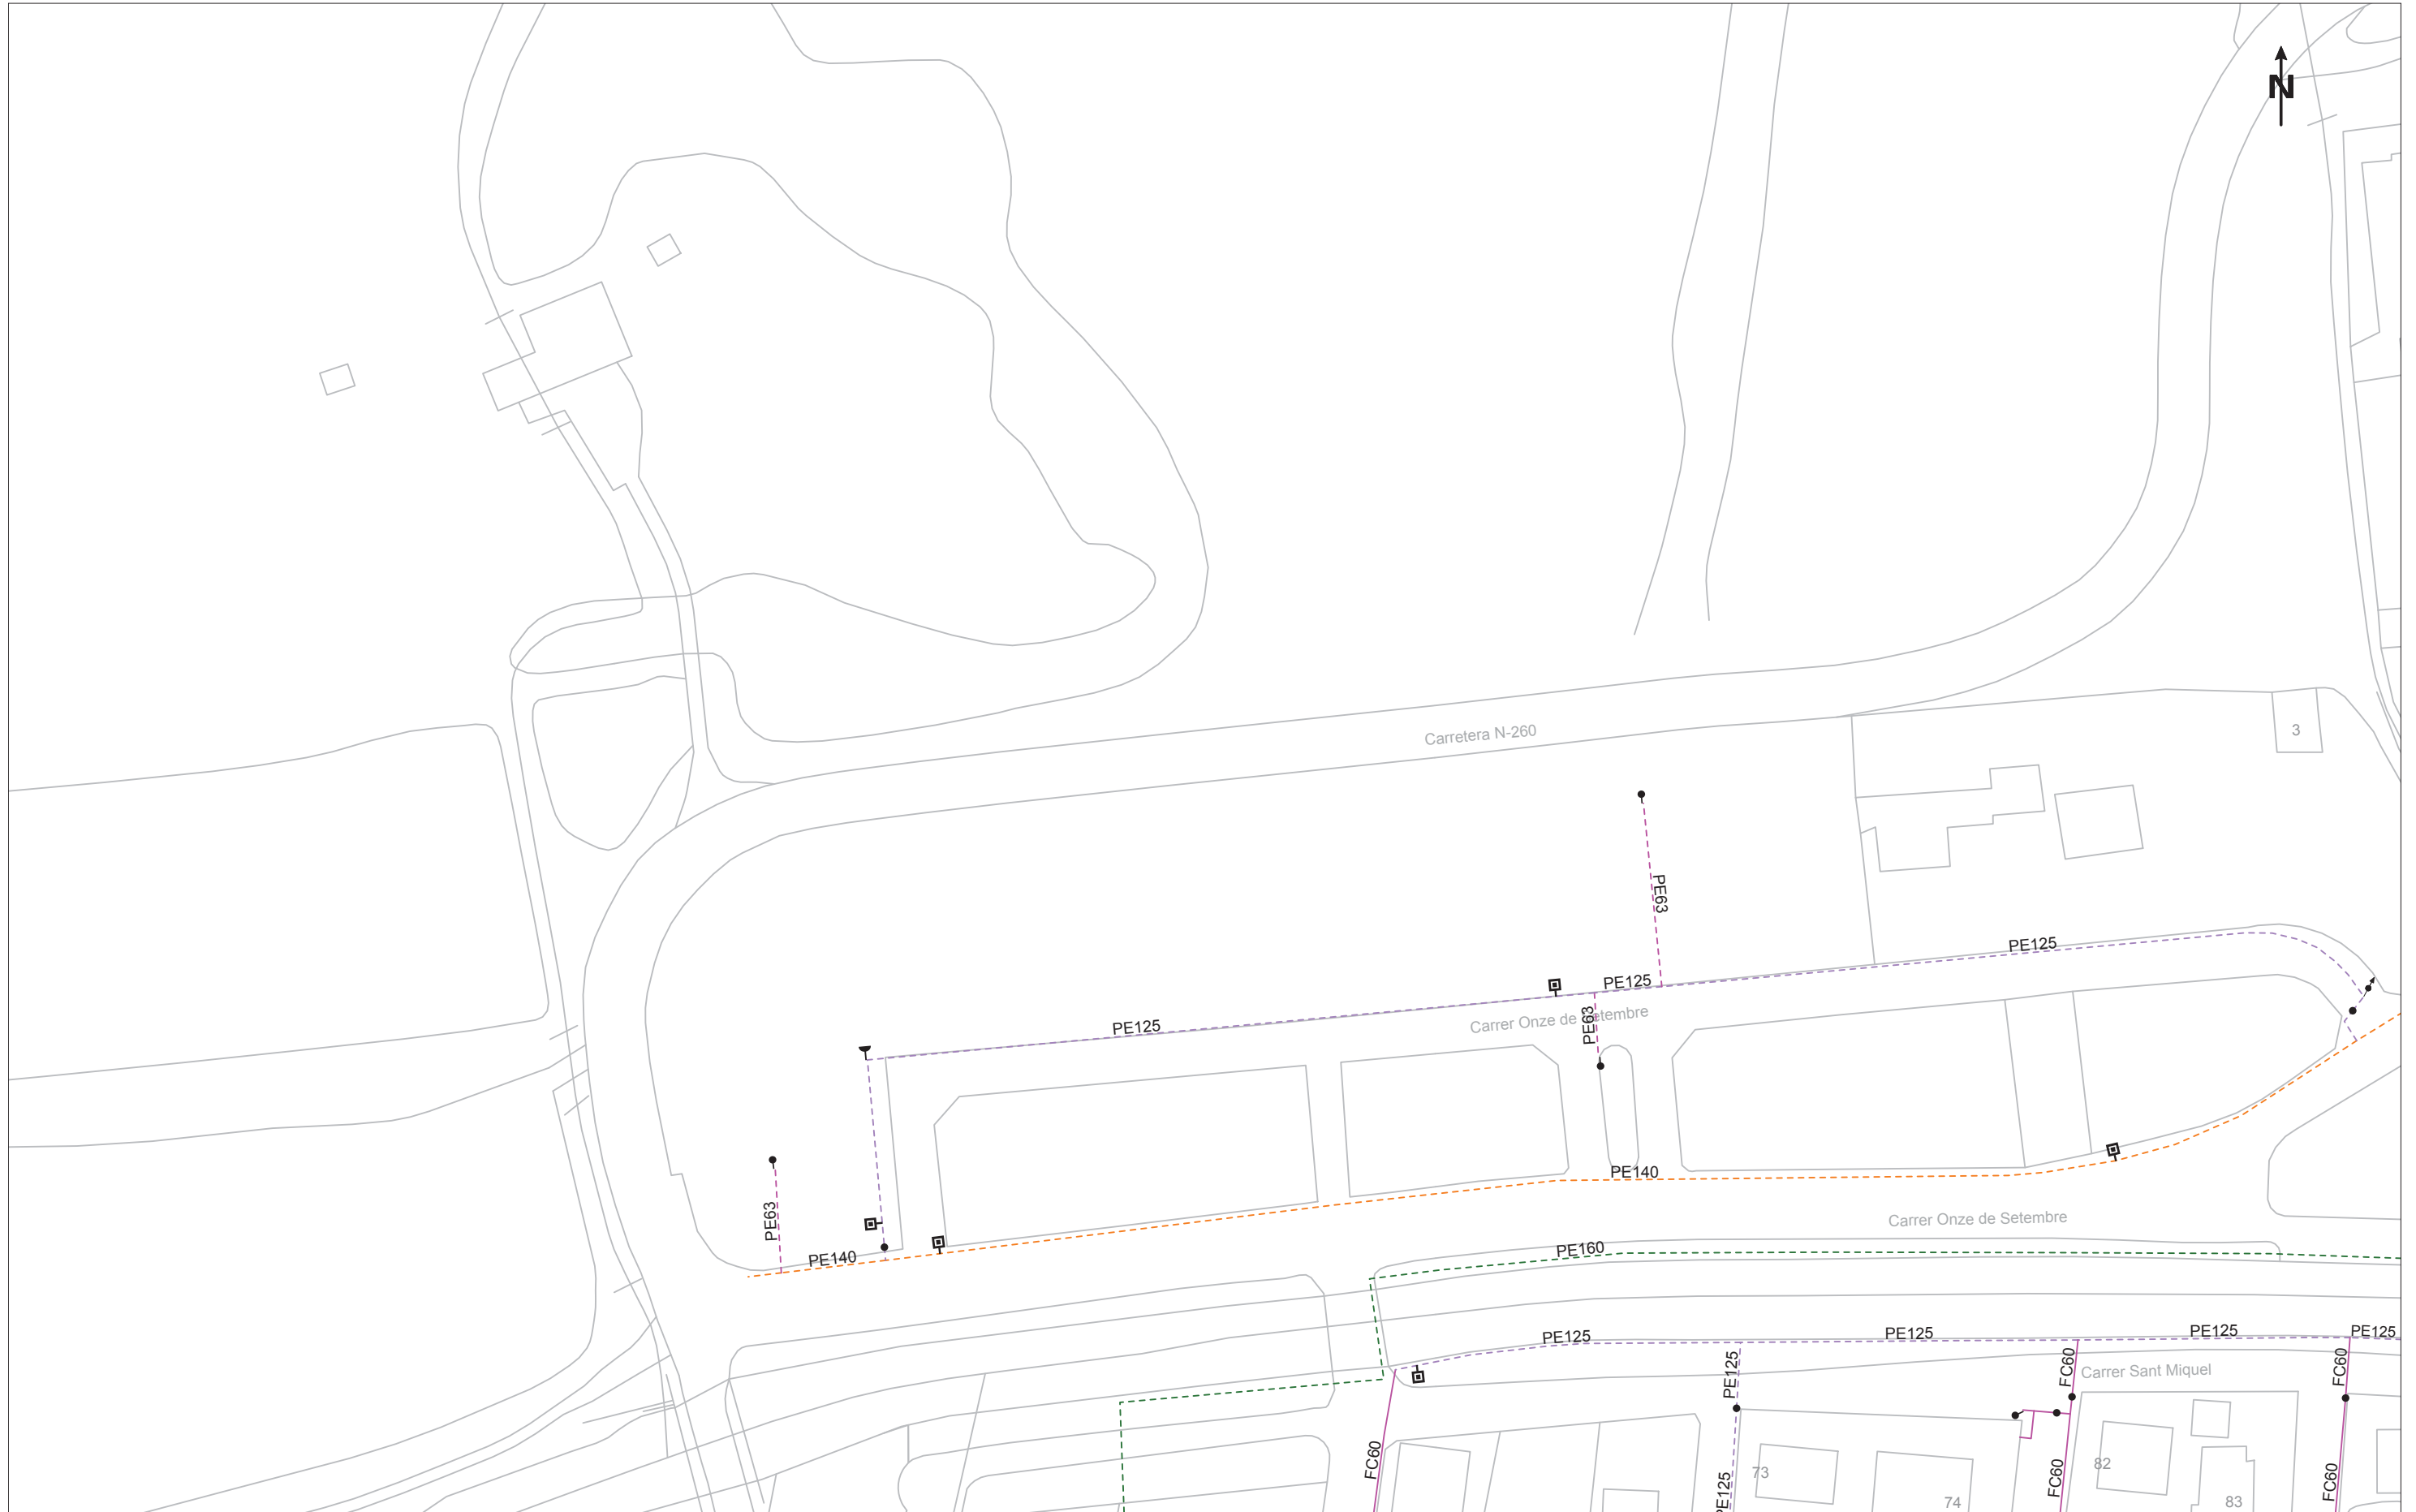 N
3
Carretera N-260
PE63
PE125
PE125
Carrer Onze de Setembre
PE63
PE125
PE140
PE63
PE140
Carrer Onze de Setembre
PE160
PE125
PE125
PE125
PE125
PE125
FC60
Carrer Sant Miquel
FC60
FC60
73
82
FC60
FC60
PE125
74
83